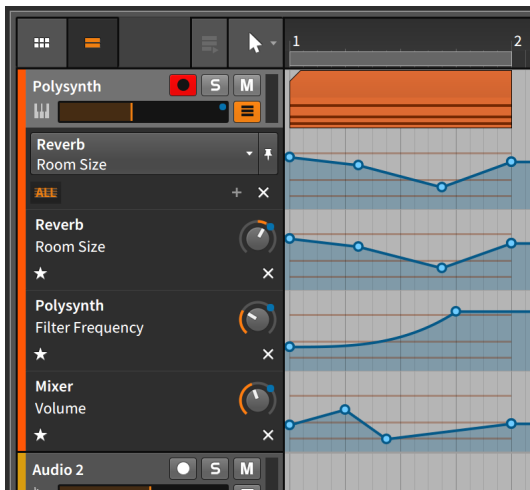 1
2
Polysynth
S M
Reverb
Room Size
ALL
Reverb
Room Size
Polysynth
Filter Frequency
Mixer
Volume
Audio 2
S M